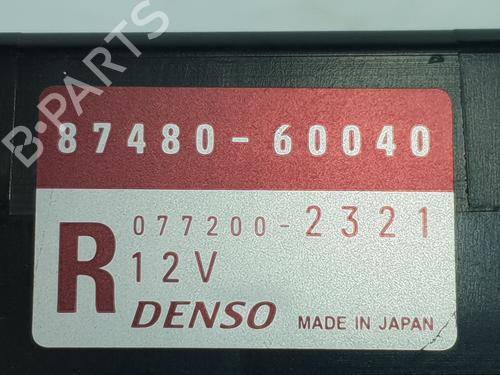 B-PARTS
87480-60040
R
077200-2321
12V
DENSO
MADE IN JAPAN